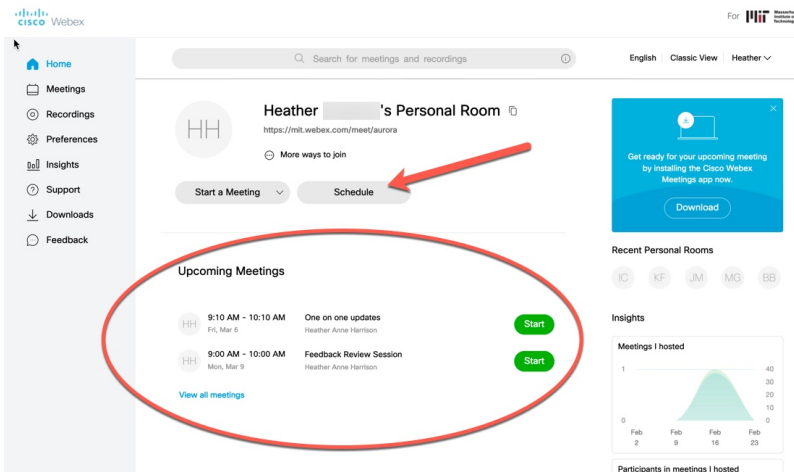 cisco Webex
For
Massachusetts
Institute of
Technology
Home
Meetings
Recordings
Preferences
Insights
Support
Downloads
Feedback
Search for meetings and recordings
English
Classic View
Heather
HH
Heather 's Personal Room
https://mit.webex.com/meet/aurora
More ways to join
Start a Meeting
Schedule
Upcoming Meetings
HH
9:10 AM - 10:10 AM One on one updates
Fri, Mar 6 Heather Anne Harrison
Start
HH
9:00 AM - 10:00 AM Feedback Review Session
Mon, Mar 9 Heather Anne Harrison
Start
View all meetings
Get ready for your upcoming meeting
by installing the Cisco Webex
Meetings app now.
Download
Recent Personal Rooms
IC KF JM MG BB
Insights
Meetings I hosted
1 40
30
20
10
0 0
Feb Feb Feb Feb
2 9 16 23
Participants in meetings I hosted